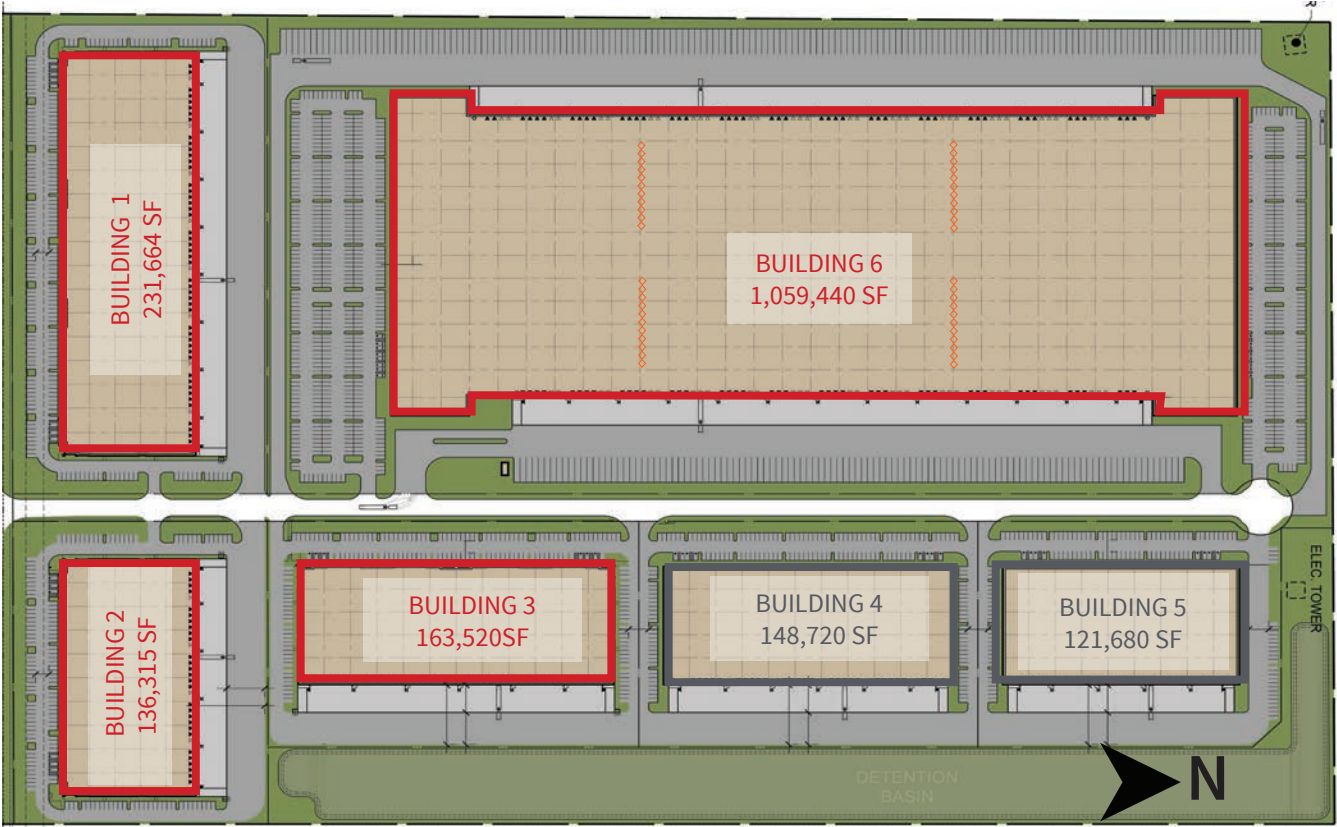 BUILDING 1
231,664 SF
BUILDING 6
1,059,440 SF
BUILDING 2
136,315 SF
BUILDING 3
163,520SF
BUILDING 4
148,720 SF
BUILDING 5
121,680 SF
ELEC. TOWER
DETENTION
BASIN
N